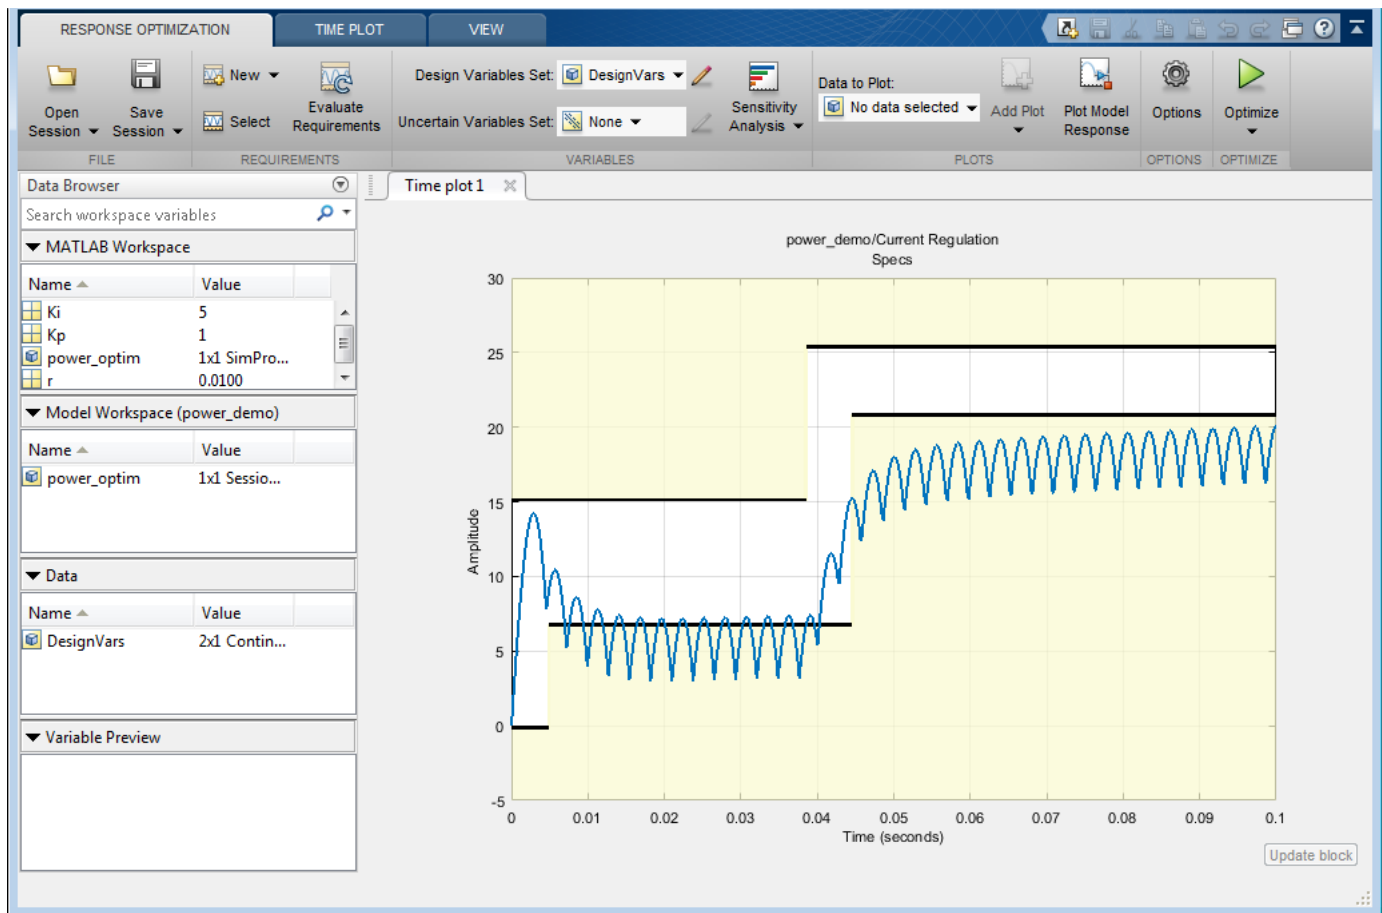 RESPONSE OPTIMIZATION TIME PLOT VIEW
Open Session
Save Session
New
Select
Evaluate Requirements
Design Variables Set: DesignVars
Uncertain Variables Set: None
Sensitivity Analysis
Data to Plot:
No data selected
Add Plot
Plot Model Response
Options
Optimize
FILE REQUIREMENTS VARIABLES PLOTS OPTIONS OPTIMIZE
Data Browser
Search workspace variables
MATLAB Workspace
Name Value
Ki 5
Kp 1
power_optim 1x1 SimPro...
r 0.0100
Model Workspace (power_demo)
Name Value
power_optim 1x1 Sessio...
Data
Name Value
DesignVars 2x1 Contin...
Variable Preview
Time plot 1
power_demo/Current Regulation
Specs
30
25
20
15
10
5
0
-5
Amplitude
0 0.01 0.02 0.03 0.04 0.05 0.06 0.07 0.08 0.09 0.1
Time (seconds)
Update block